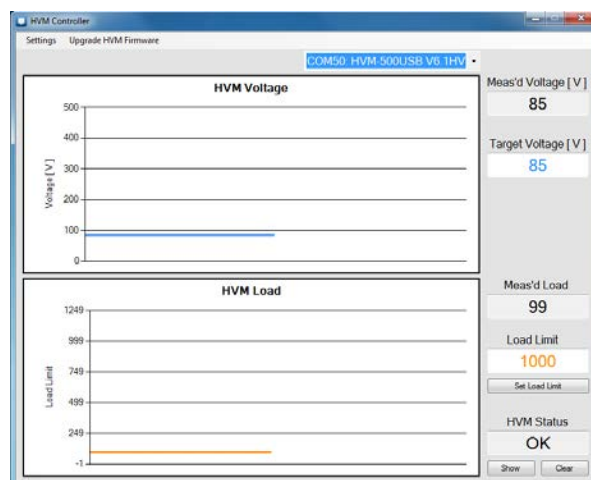 HVM Controller
Settings Upgrade HVM Firmware
COM50: HVM-500USB V6.1HV
HVM Voltage
500
400
300
200
100
0
Voltage [ V ]
Meas'd Voltage [ V ]
85
Target Voltage [ V ]
85
HVM Load
1249
999
749
499
249
-1
Load Limit
Meas'd Load
99
Load Limit
1000
Set Load Limit
HVM Status
OK
Show Clear